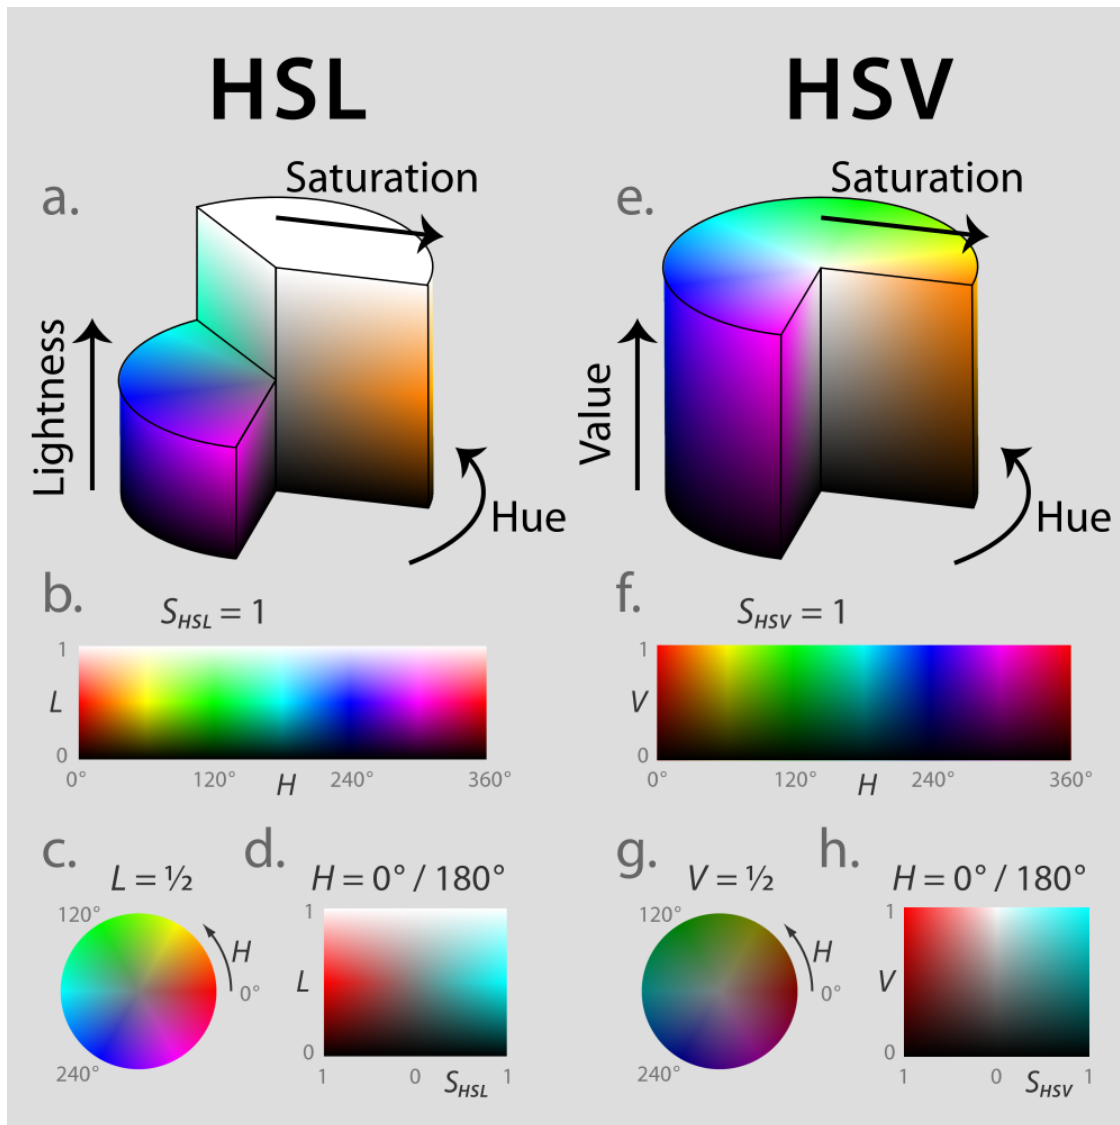 HSL
HSV
a.
Saturation
Lightness
Hue
e.
Saturation
Value
Hue
b.
S_HSL = 1
1
L
0
0°
120°
H
240°
360°
f.
S_HSV = 1
1
V
0
0°
120°
H
240°
360°
c.
L = ½
120°
H
0°
240°
d.
H = 0° / 180°
1
L
0
1
0
S_HSL
1
g.
V = ½
120°
H
0°
240°
h.
H = 0° / 180°
1
V
0
1
0
S_HSV
1